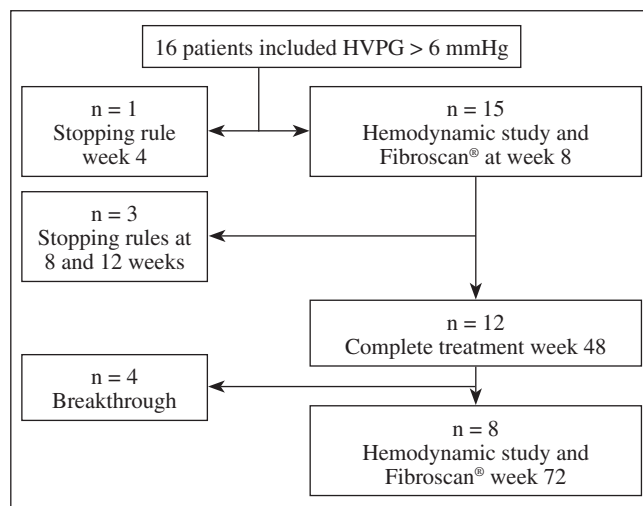 16 patients included HVPG > 6 mmHg
n = 1
Stopping rule
week 4
n = 15
Hemodynamic study and
Fibroscan® at week 8
n = 3
Stopping rules at
8 and 12 weeks
n = 12
Complete treatment week 48
n = 4
Breakthrough
n = 8
Hemodynamic study and
Fibroscan® week 72